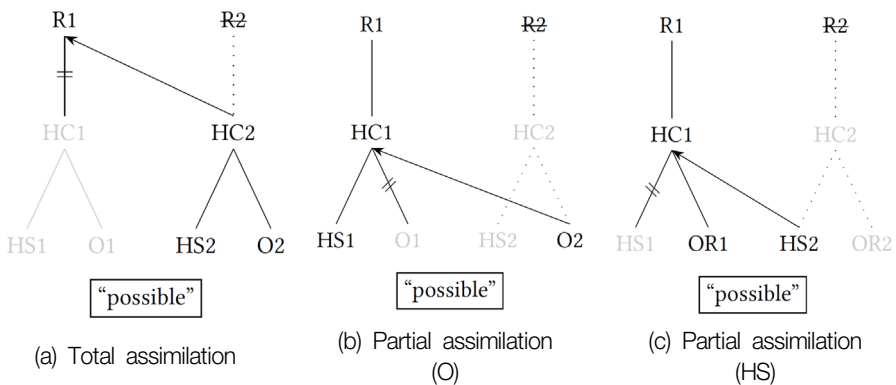 R1 R2 R1 R2 R1 R2
HC1 HC2 HC1 HC2 HC1 HC2
HS1 O1 HS2 O2 HS1 O1 HS2 O2 HS1 OR1 HS2 OR2
“possible” “possible” “possible”
(a) Total assimilation (b) Partial assimilation (c) Partial assimilation
(O) (HS)